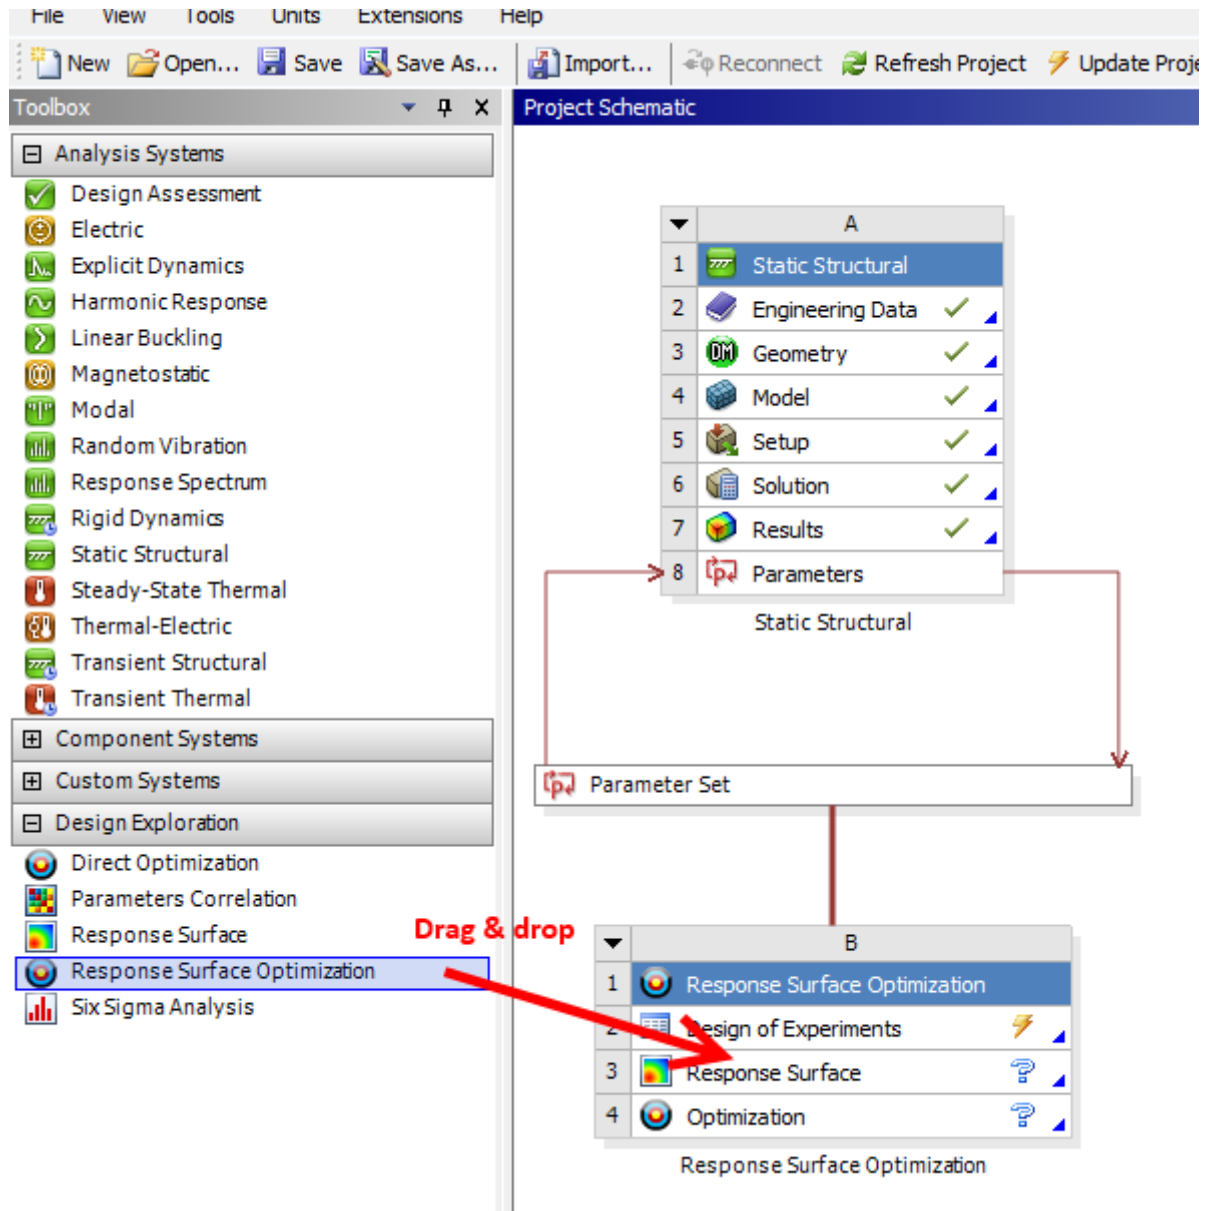 File View Tools Units Extensions Help
New Open... Save Save As... Import... Reconnect Refresh Project Update Proje
Toolbox
Analysis Systems
Design Assessment
Electric
Explicit Dynamics
Harmonic Response
Linear Buckling
Magnetostatic
Modal
Random Vibration
Response Spectrum
Rigid Dynamics
Static Structural
Steady-State Thermal
Thermal-Electric
Transient Structural
Transient Thermal
Component Systems
Custom Systems
Design Exploration
Direct Optimization
Parameters Correlation
Response Surface
Response Surface Optimization
Six Sigma Analysis
Project Schematic
A
1 Static Structural
2 Engineering Data
3 DM Geometry
4 Model
5 Setup
6 Solution
7 Results
8 Parameters
Static Structural
Parameter Set
Drag & drop
B
1 Response Surface Optimization
2 Design of Experiments
3 Response Surface
4 Optimization
Response Surface Optimization